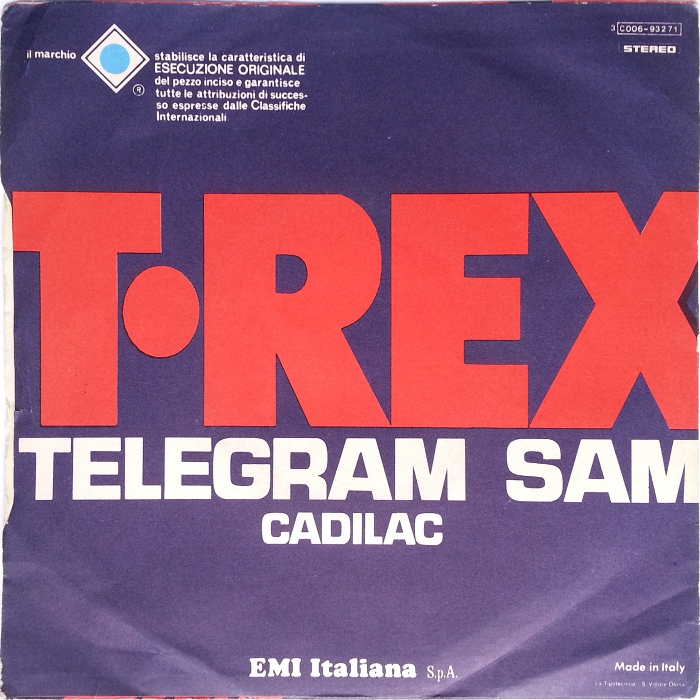 3 C006-93271
STEREO
il marchio
®
stabilisce la caratteristica di
ESECUZIONE ORIGINALE
del pezzo inciso e garantisce
tutte le attribuzioni di succes-
so espresse dalle Classifiche
Internazionali
T·REX
TELEGRAM SAM
CADILAC
EMI Italiana S.p.A.
Made in Italy